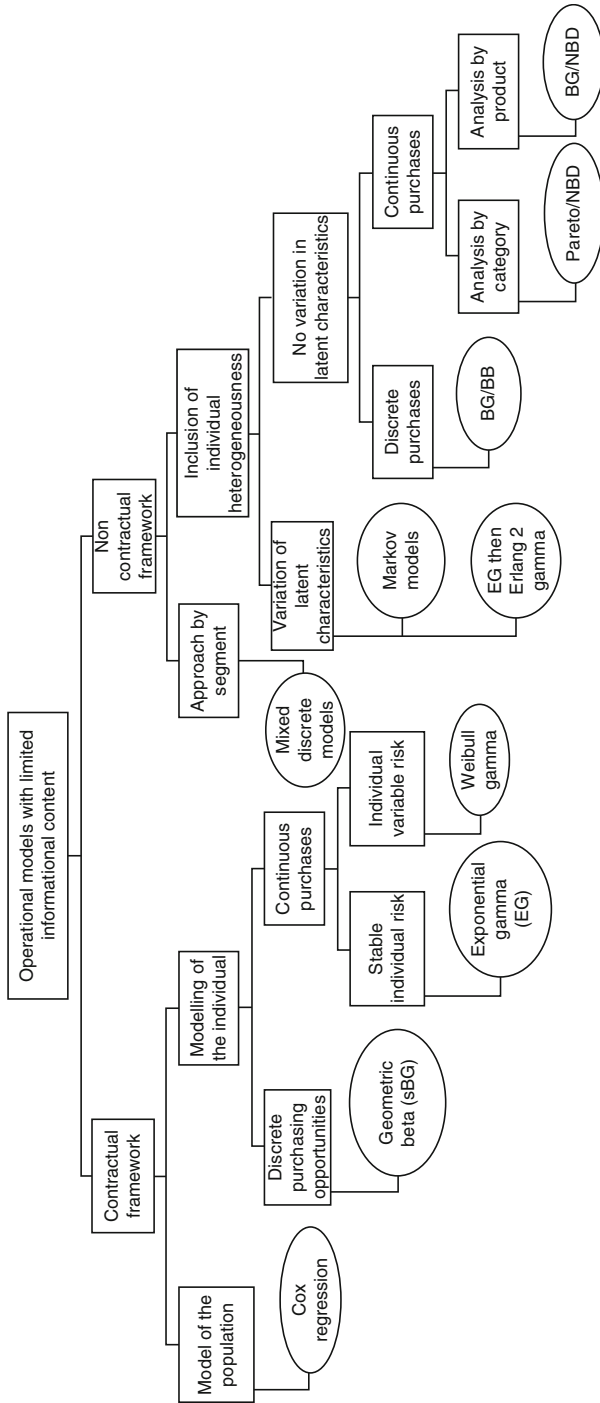 Operational models with limited
informational content
Contractual
framework
Non
contractual
framework
Model of the
population
Modelling of
the individual
Approach by
segment
Inclusion of
individual
heterogeneousness
Cox
regression
Discrete
purchasing
opportunities
Continuous
purchases
Mixed
discrete
models
Variation of
latent
characteristics
No variation in
latent characteristics
Geometric
beta (sBG)
Stable
individual risk
Individual
variable risk
Markov
models
Discrete
purchases
Continuous
purchases
Exponential
gamma
(EG)
Weibull
gamma
EG then
Erlang 2
gamma
BG/BB
Analysis by
category
Analysis by
product
Pareto/NBD
BG/NBD